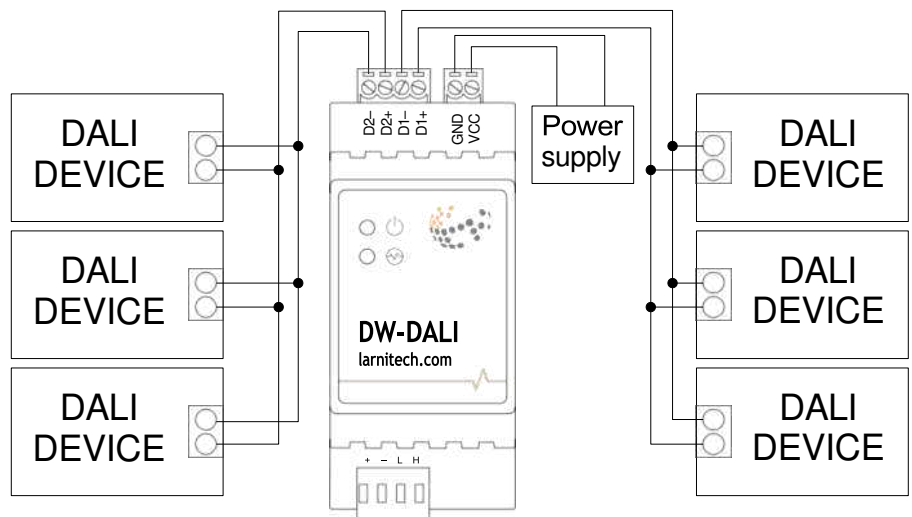 D2-
D2+
D1-
D1+
GND
VCC
DALI
DEVICE
Power
supply
DALI
DEVICE
DALI
DEVICE
DW-DALI
larnitech.com
DALI
DEVICE
DALI
DEVICE
DALI
DEVICE
+ – L H